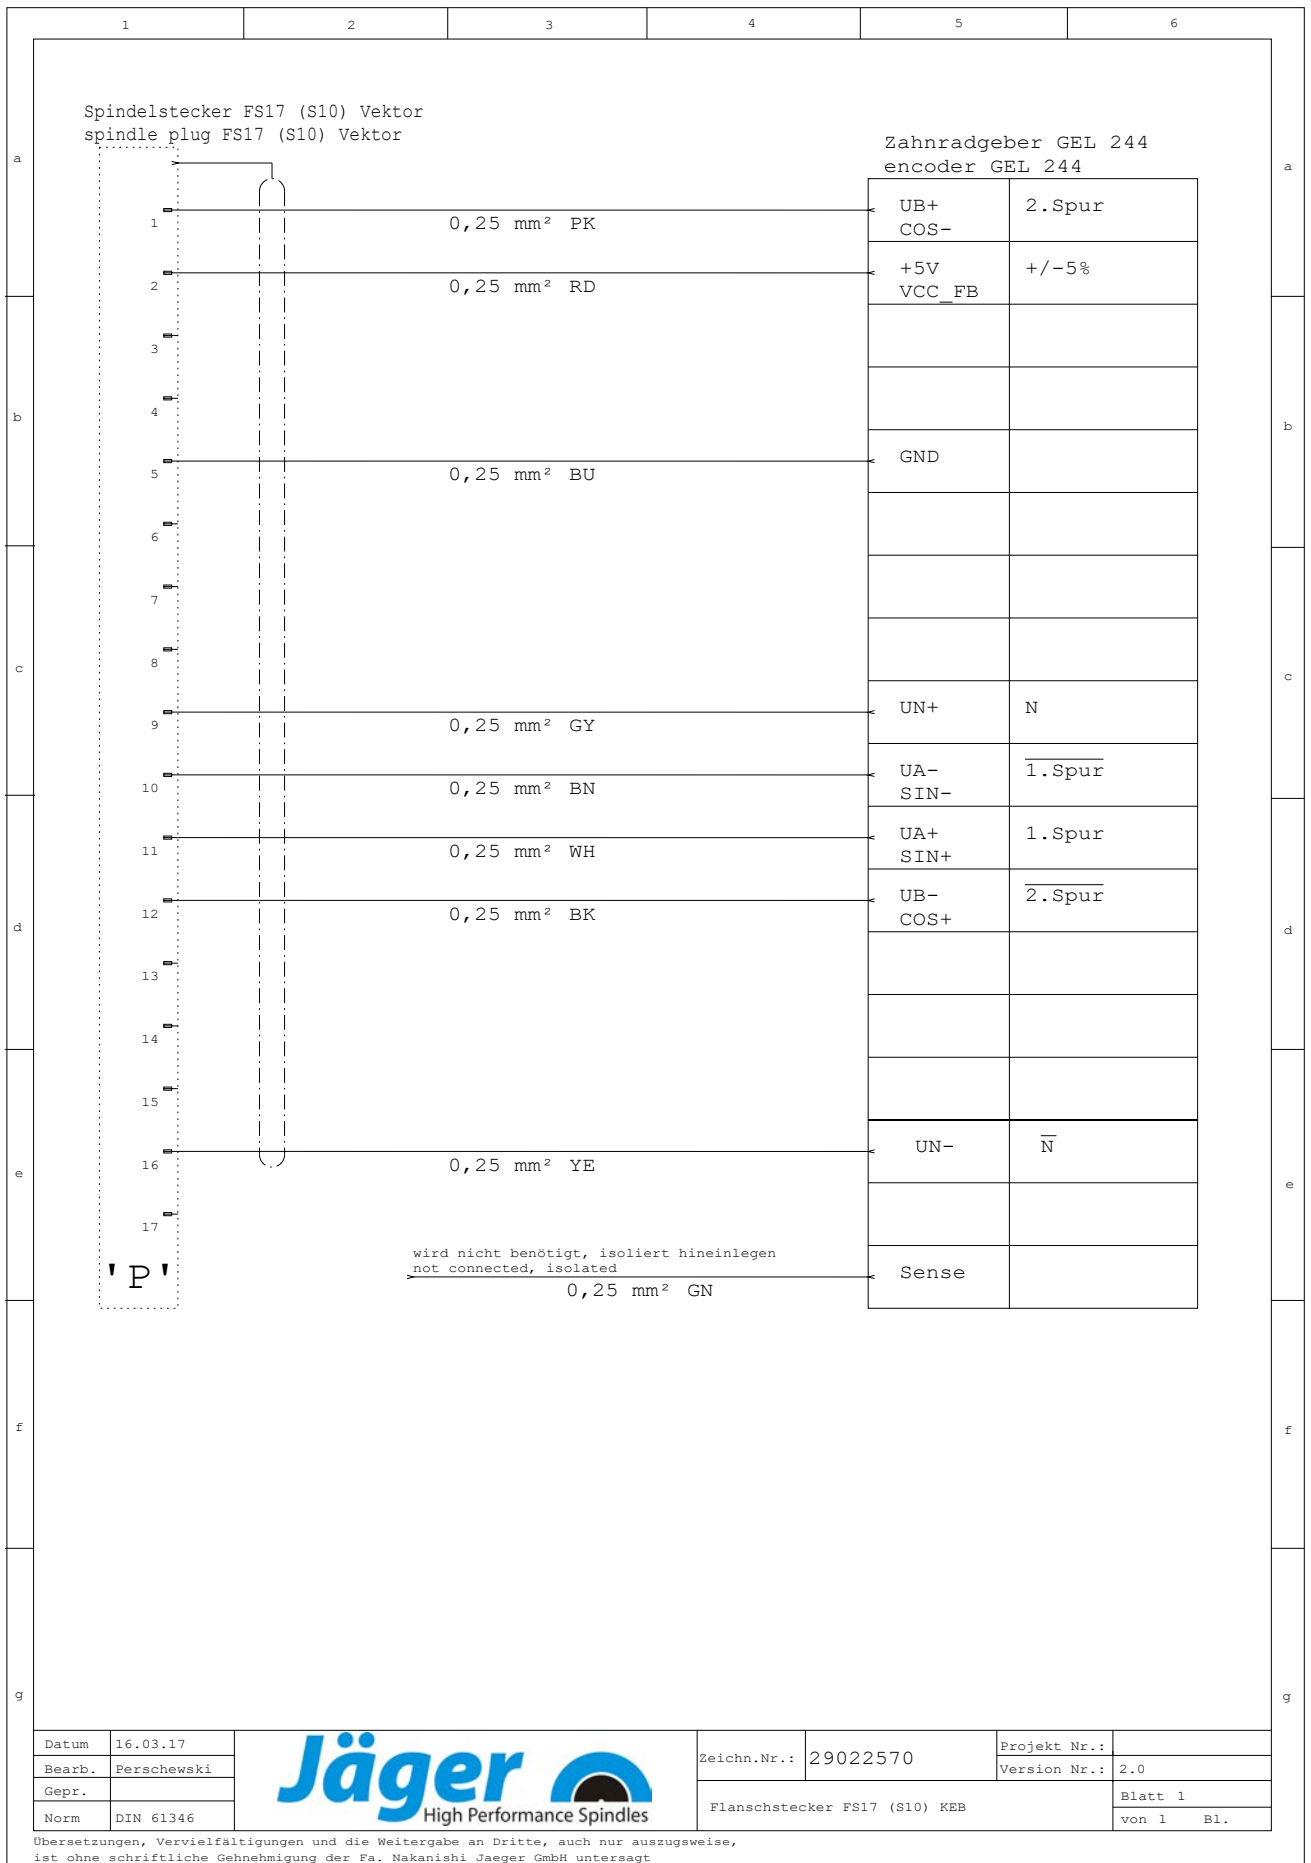 1 2 3 4 5 6
Spindelstecker FS17 (S10) Vektor
spindle plug FS17 (S10) Vektor
Zahnradgeber GEL 244
encoder GEL 244
a a
1 0,25 mm² PK UB+ 2.Spur
COS-
2 0,25 mm² RD +5V +/-5%
VCC_FB
3
4
b b
5 0,25 mm² BU GND
6
7
8
c c
9 0,25 mm² GY UN+ N
10 0,25 mm² BN UA- 1.Spur
SIN-
11 0,25 mm² WH UA+ 1.Spur
SIN+
12 0,25 mm² BK UB- 2.Spur
COS+
d d
13
14
15
16 0,25 mm² YE UN- N
e e
17
'P'
wird nicht benötigt, isoliert hineinlegen
not connected, isolated
0,25 mm² GN Sense
f f
g g
Datum 16.03.17
Bearb. Perschewski
Gepr.
Norm DIN 61346
Jäger
High Performance Spindles
Zeichn.Nr.: 29022570
Projekt Nr.:
Version Nr.: 2.0
Flanschstecker FS17 (S10) KEB
Blatt 1
von 1 Bl.
Übersetzungen, Vervielfältigungen und die Weitergabe an Dritte, auch nur auszugsweise,
ist ohne schriftliche Gehnehmigung der Fa. Nakanishi Jaeger GmbH untersagt